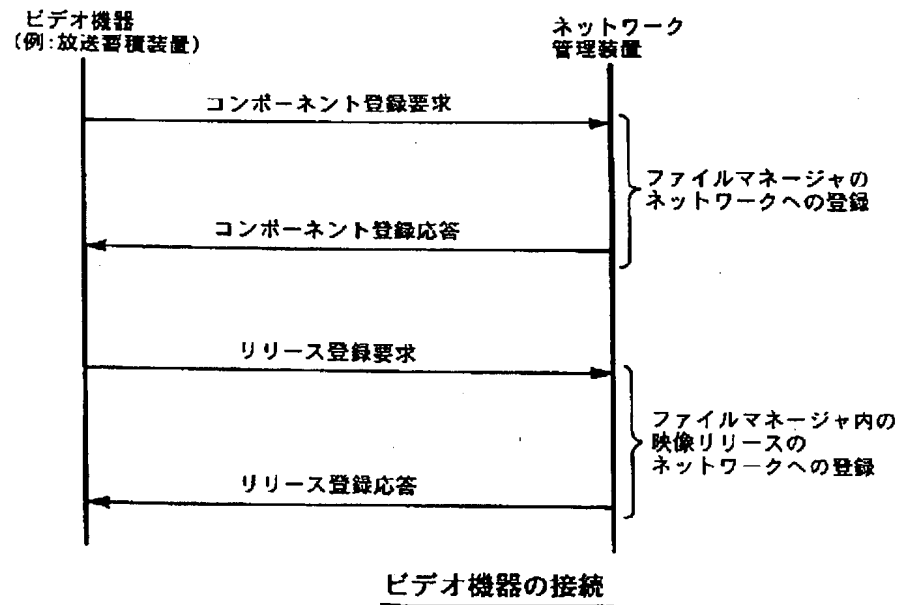 ビデオ機器
(例:放送蓄積装置)
ネットワーク
管理装置
コンポーネント登録要求
ファイルマネージャの
ネットワークへの登録
コンポーネント登録応答
リリース登録要求
ファイルマネージャ内の
映像リリースの
ネットワークへの登録
リリース登録応答
ビデオ機器の接続